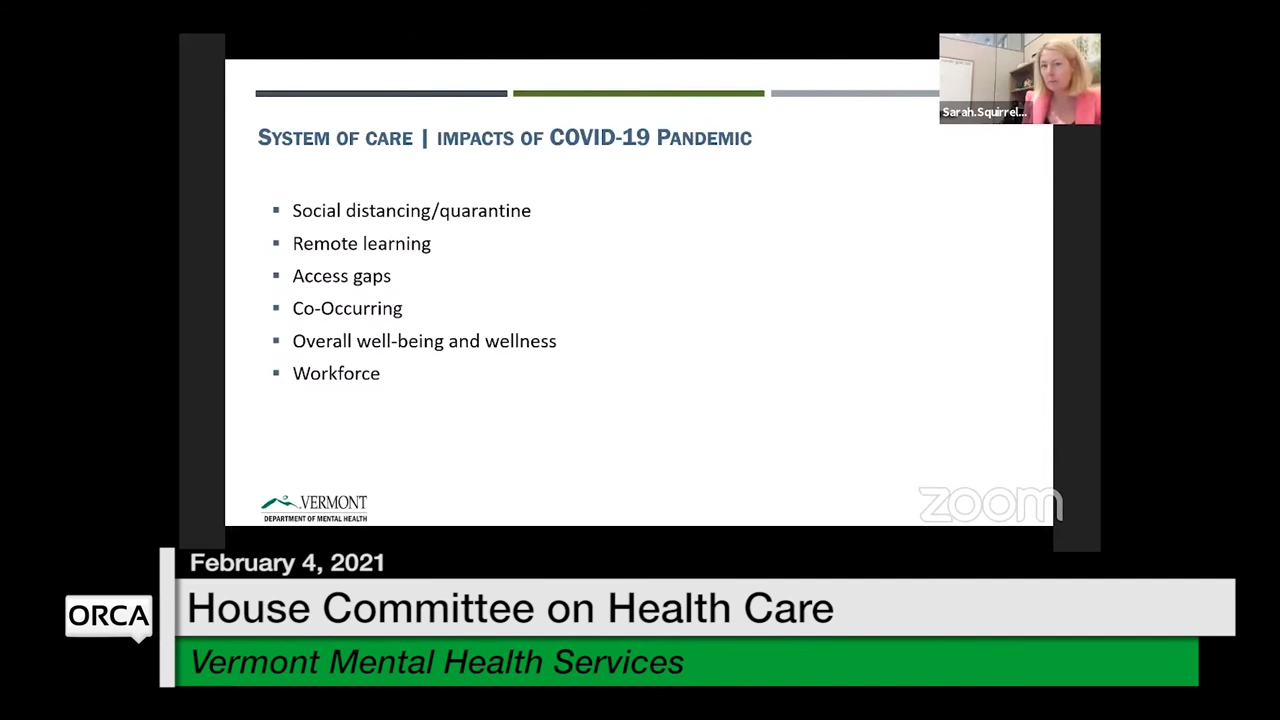 Sarah.Squirrel...
SYSTEM OF CARE | IMPACTS OF COVID-19 PANDEMIC
Social distancing/quarantine
Remote learning
Access gaps
Co-Occurring
Overall well-being and wellness
Workforce
VERMONT
DEPARTMENT OF MENTAL HEALTH
zoom
February 4, 2021
ORCA
House Committee on Health Care
Vermont Mental Health Services